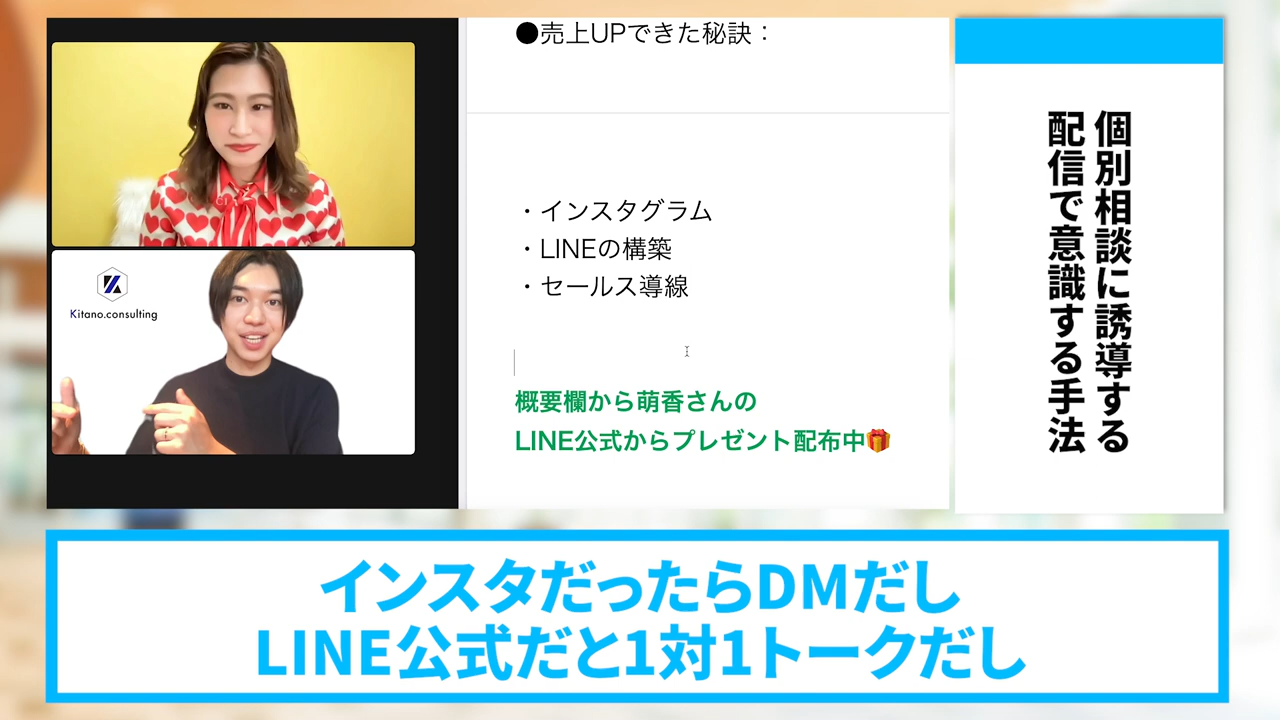 ●売上UPできた秘訣：
・インスタグラム
・LINEの構築
・セールス導線
概要欄から萌香さんの
LINE公式からプレゼント配布中🎁
Kitano.consulting
個別相談に誘導する
配信で意識する手法
インスタだったらDMだし
LINE公式だと1対1トークだし